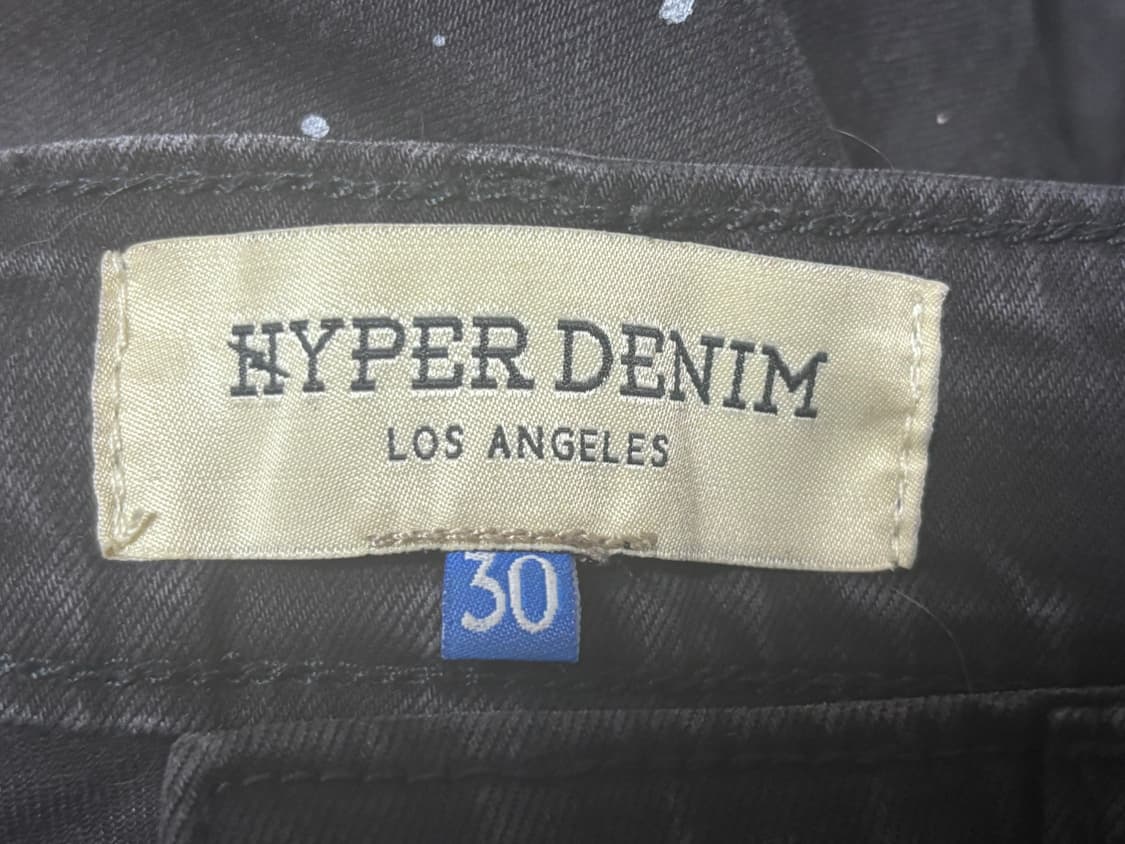 HYPER DENIM
LOS ANGELES
30